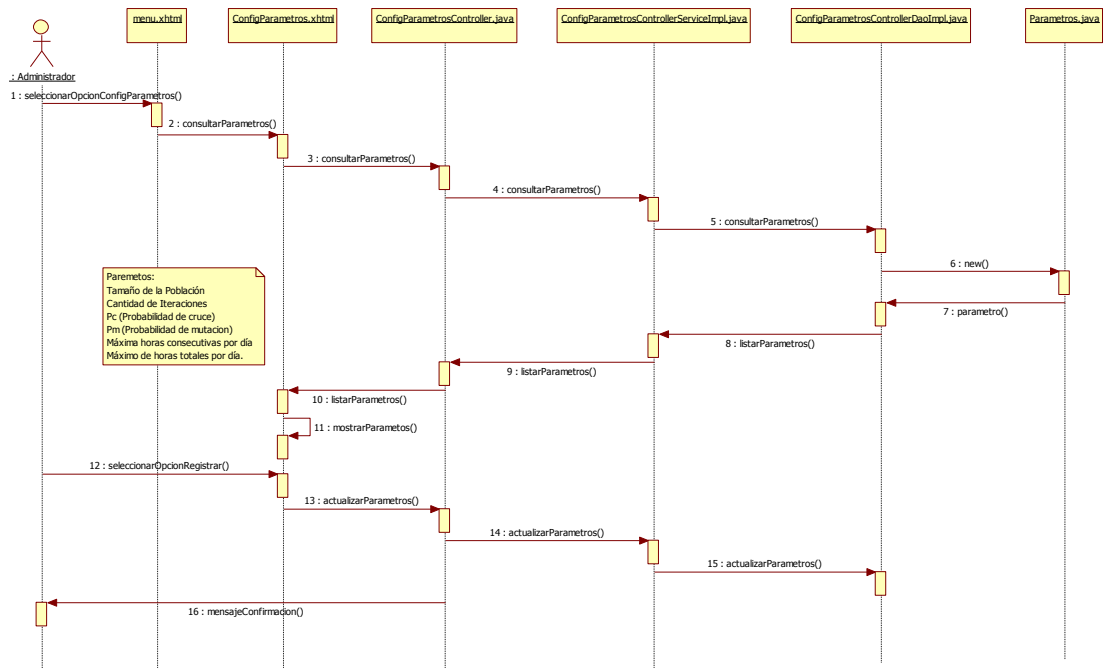 menu.xhtml
ConfigParametros.xhtml
ConfigParametrosController.java
ConfigParametrosControllerServiceImpl.java
ConfigParametrosControllerDaoImpl.java
Parametros.java
: Administrador
1 : seleccionarOpcionConfigParametros()
2 : consultarParametros()
3 : consultarParametros()
4 : consultarParametros()
5 : consultarParametros()
6 : new()
Paremetos:
Tamaño de la Población
Cantidad de Iteraciones
Pc (Probabilidad de cruce)
Pm (Probabilidad de mutacion)
Máxima horas consecutivas por día
Máximo de horas totales por día.
7 : parametro()
8 : listarParametros()
9 : listarParametros()
10 : listarParametros()
11 : mostrarParametos()
12 : seleccionarOpcionRegistrar()
13 : actualizarParametros()
14 : actualizarParametros()
15 : actualizarParametros()
16 : mensajeConfirmacion()